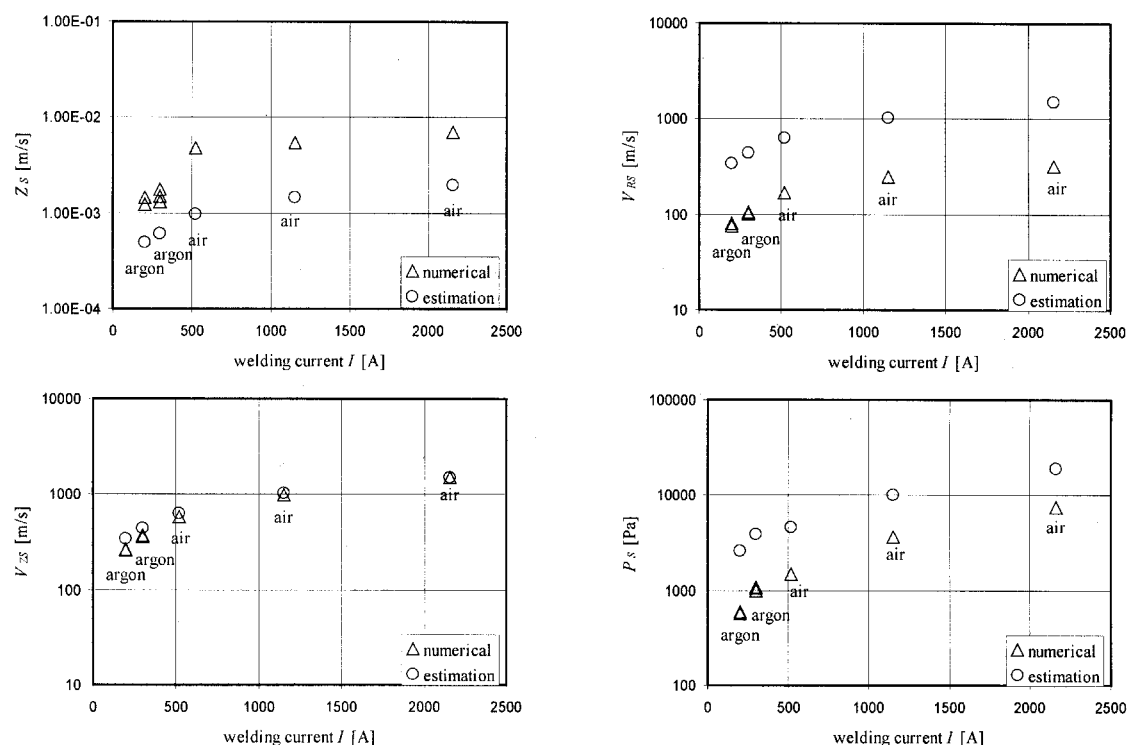 1.00E-01
1.00E-02
1.00E-03
1.00E-04
Z S [m/s]
argon
argon
air
air
air
△ numerical
○ estimation
0 500 1000 1500 2000 2500
welding current I [A]
10000
1000
100
10
V RS [m/s]
argon
argon
air
air
air
△ numerical
○ estimation
0 500 1000 1500 2000 2500
welding current I [A]
10000
1000
100
10
V ZS [m/s]
argon
argon
air
air
air
△ numerical
○ estimation
0 500 1000 1500 2000 2500
welding current I [A]
100000
10000
1000
100
P S [Pa]
argon
argon
air
air
air
△ numerical
○ estimation
0 500 1000 1500 2000 2500
welding current I [A]